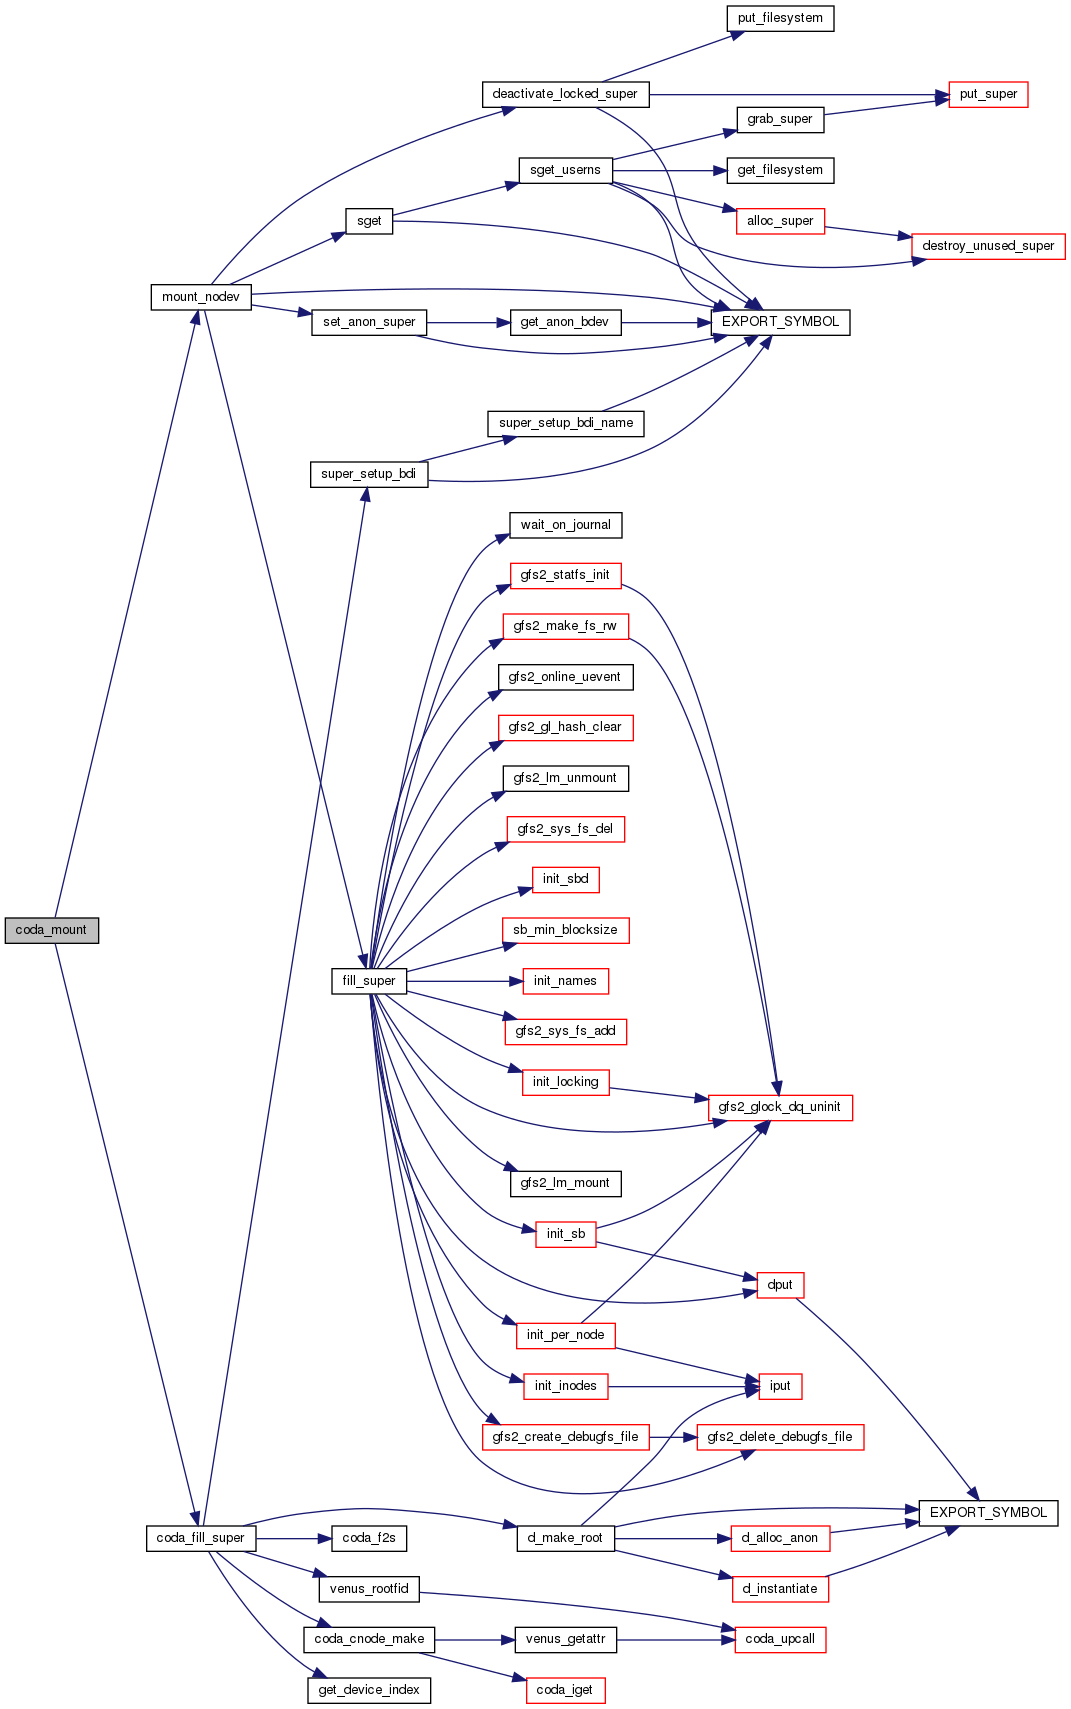 put_filesystem
deactivate_locked_super
put_super
grab_super
sget_userns
get_filesystem
sget
alloc_super
destroy_unused_super
mount_nodev
set_anon_super
get_anon_bdev
EXPORT_SYMBOL
super_setup_bdi_name
super_setup_bdi
wait_on_journal
gfs2_statfs_init
gfs2_make_fs_rw
gfs2_online_uevent
gfs2_gl_hash_clear
gfs2_lm_unmount
gfs2_sys_fs_del
init_sbd
coda_mount
sb_min_blocksize
fill_super
init_names
gfs2_sys_fs_add
init_locking
gfs2_glock_dq_uninit
gfs2_lm_mount
init_sb
dput
init_per_node
init_inodes
iput
gfs2_create_debugfs_file
gfs2_delete_debugfs_file
EXPORT_SYMBOL
coda_fill_super
coda_f2s
d_make_root
d_alloc_anon
venus_rootfid
d_instantiate
coda_cnode_make
venus_getattr
coda_upcall
get_device_index
coda_iget